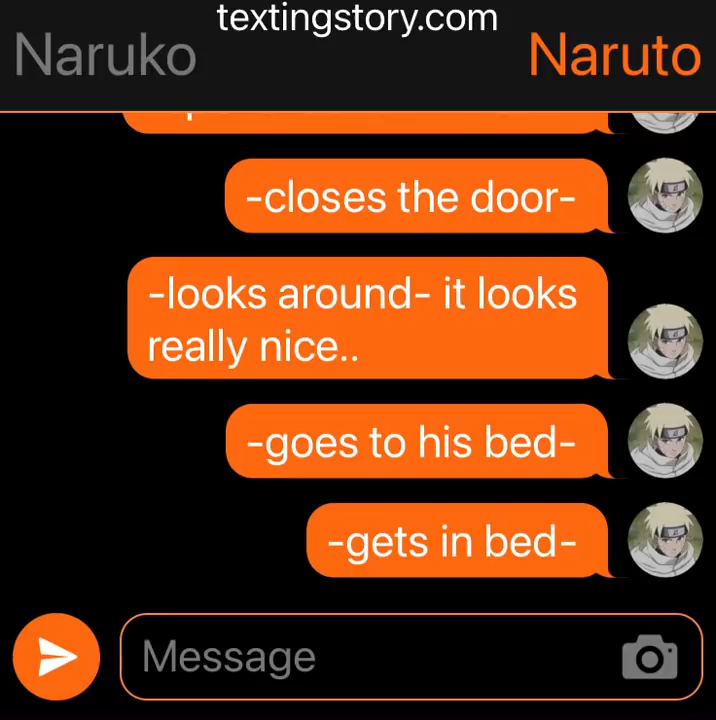 textingstory.com
Naruko
Naruto
-closes the door-
-looks around- it looks
really nice..
-goes to his bed-
-gets in bed-
Message